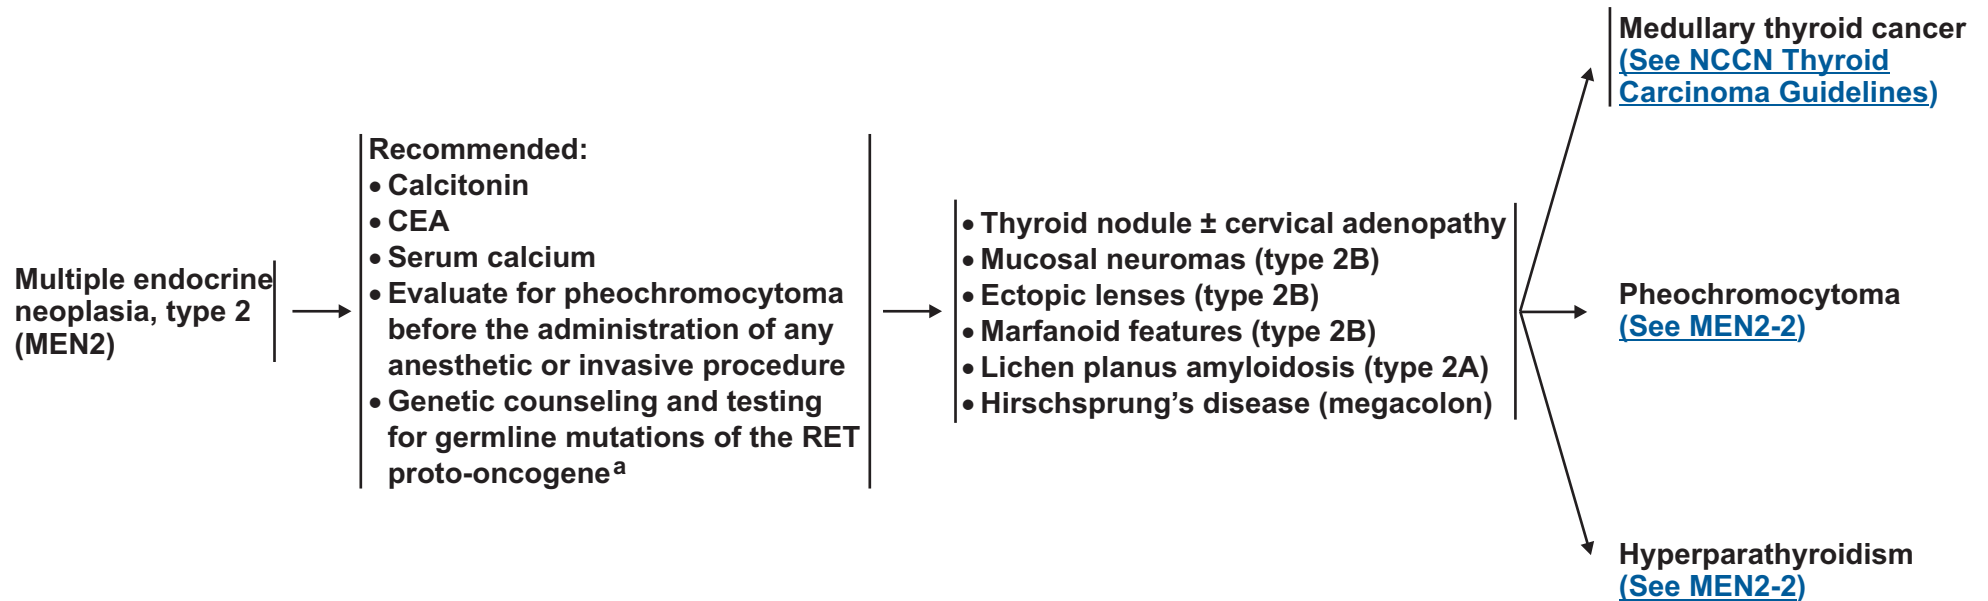 Multiple endocrine
neoplasia, type 2
(MEN2)
Recommended:
• Calcitonin
• CEA
• Serum calcium
• Evaluate for pheochromocytoma
before the administration of any
anesthetic or invasive procedure
• Genetic counseling and testing
for germline mutations of the RET
proto-oncogene a
• Thyroid nodule ± cervical adenopathy
• Mucosal neuromas (type 2B)
• Ectopic lenses (type 2B)
• Marfanoid features (type 2B)
• Lichen planus amyloidosis (type 2A)
• Hirschsprung’s disease (megacolon)
Medullary thyroid cancer
(See NCCN Thyroid
Carcinoma Guidelines)
Pheochromocytoma
(See MEN2-2)
Hyperparathyroidism
(See MEN2-2)